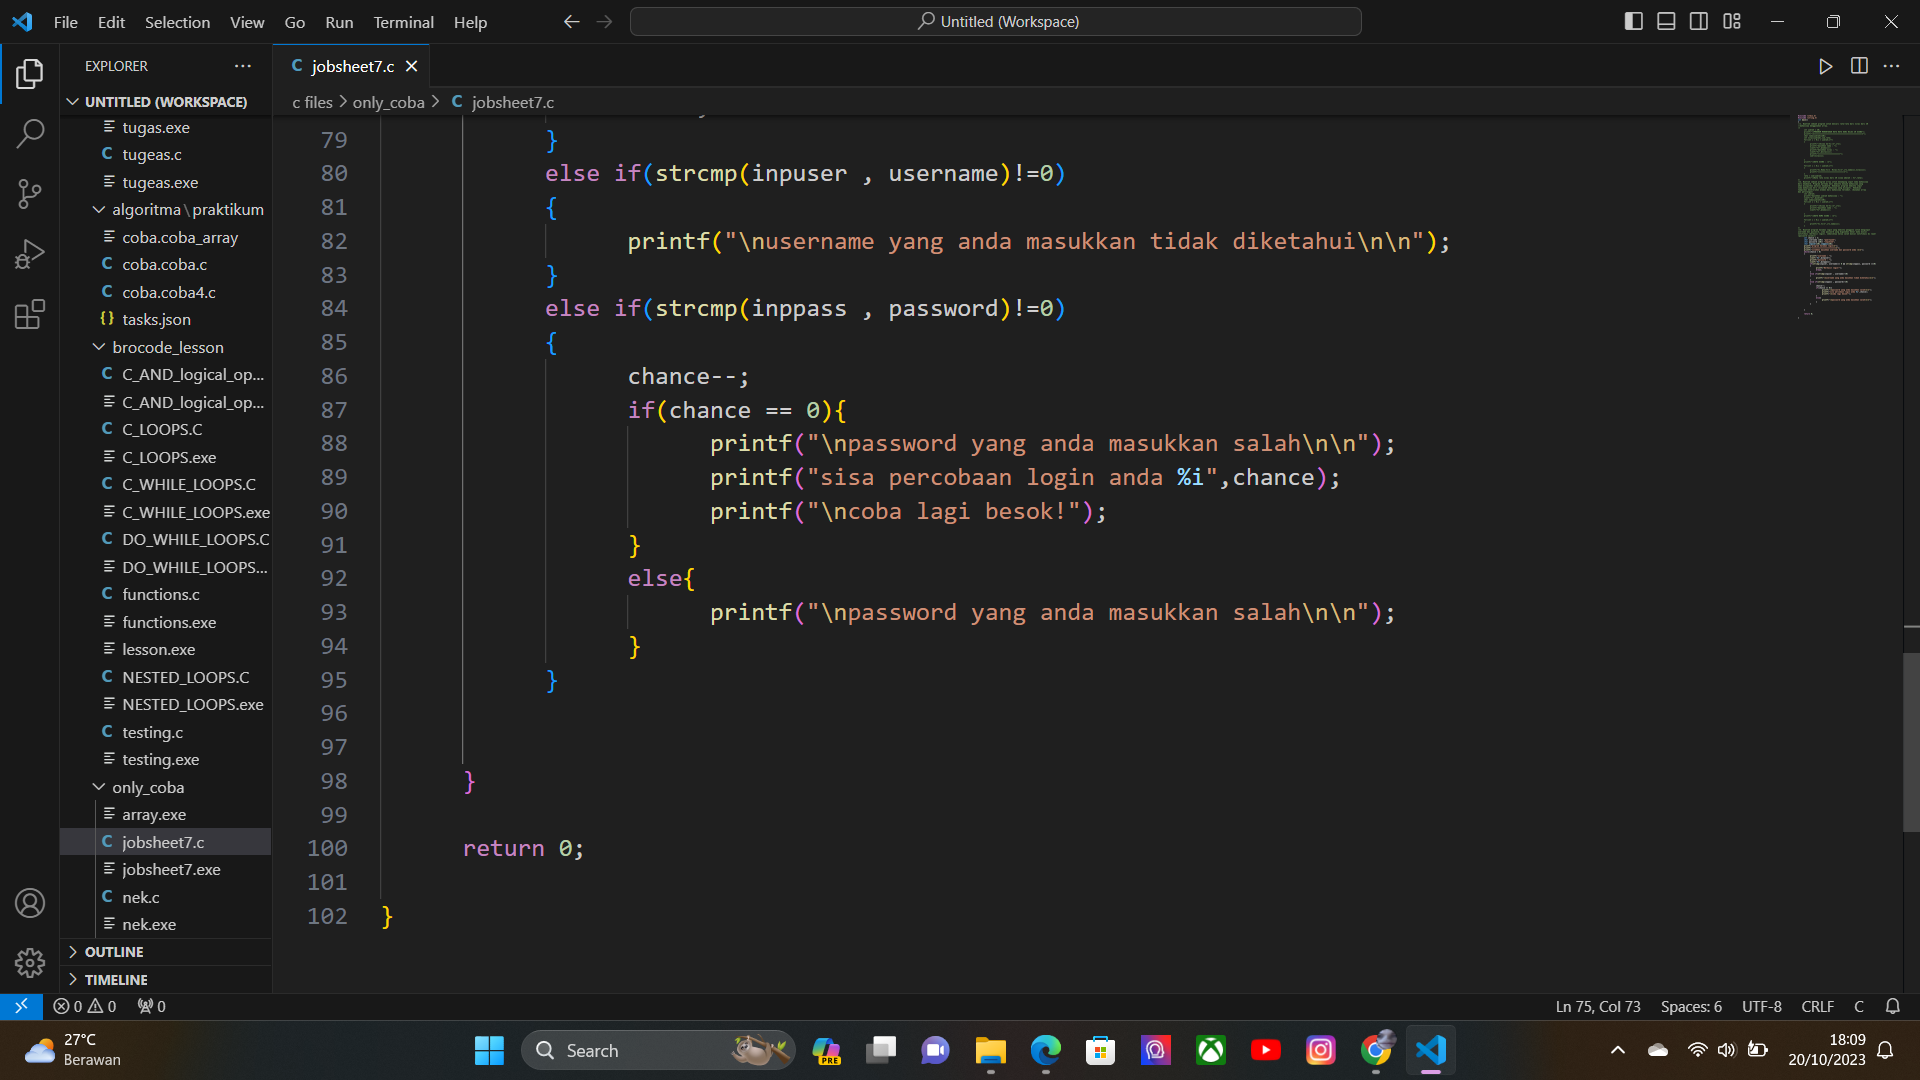 File Edit Selection View Go Run Terminal Help
Untitled (Workspace)
EXPLORER
UNTITLED (WORKSPACE)
tugas.exe
tugeas.c
tugeas.exe
algoritma\praktikum
coba.coba_array
coba.coba.c
coba.coba4.c
tasks.json
brocode_lesson
C_AND_logical_op...
C_AND_logical_op...
C_LOOPS.C
C_LOOPS.exe
C_WHILE_LOOPS.C
C_WHILE_LOOPS.exe
DO_WHILE_LOOPS.C
DO_WHILE_LOOPS...
functions.c
functions.exe
lesson.exe
NESTED_LOOPS.C
NESTED_LOOPS.exe
testing.c
testing.exe
only_coba
array.exe
jobsheet7.c
jobsheet7.exe
nek.c
nek.exe
OUTLINE
TIMELINE
jobsheet7.c
c files > only_coba > C jobsheet7.c
79 }
80 else if(strcmp(inpuser , username)!=0)
81 {
82 printf("\nusername yang anda masukkan tidak diketahui\n\n");
83 }
84 else if(strcmp(inppass , password)!=0)
85 {
86 chance--;
87 if(chance == 0){
88 printf("\npassword yang anda masukkan salah\n\n");
89 printf("sisa percobaan login anda %i",chance);
90 printf("\ncoba lagi besok!");
91 }
92 else{
93 printf("\npassword yang anda masukkan salah\n\n");
94 }
95 }
96
97
98 }
99
100 return 0;
101
102 }
0 0 0
Ln 75, Col 73 Spaces: 6 UTF-8 CRLF C
27°C
Berawan
Search
PRE
18:09
20/10/2023